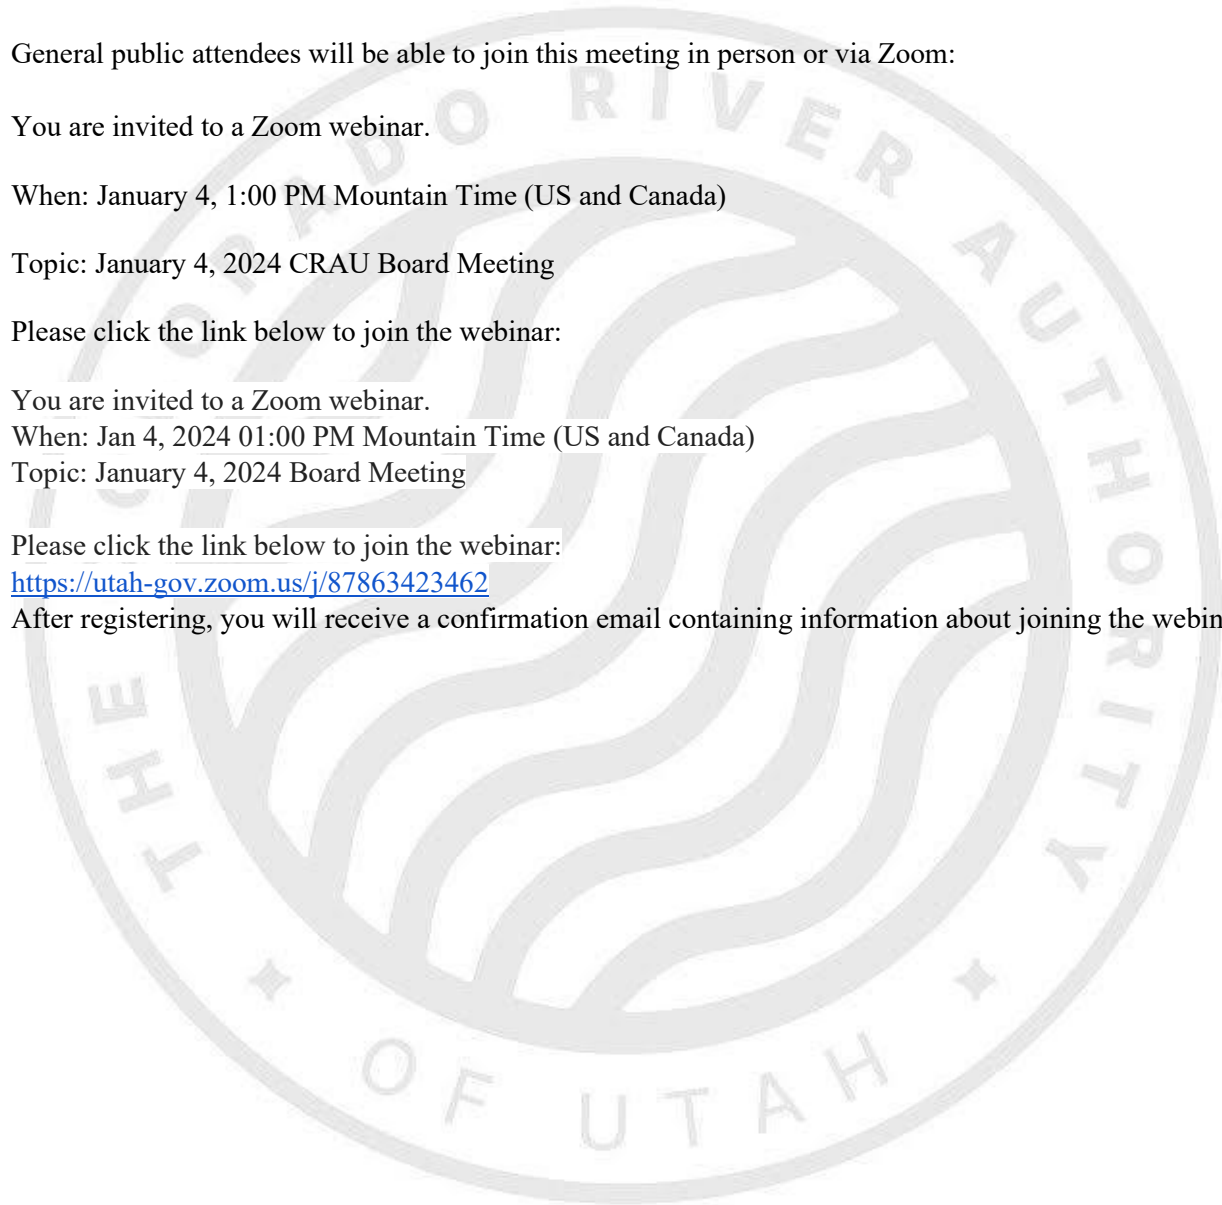 General public attendees will be able to join this meeting in person or via Zoom:
You are invited to a Zoom webinar.
When: January 4, 1:00 PM Mountain Time (US and Canada)
Topic: January 4, 2024 CRAU Board Meeting
Please click the link below to join the webinar:
You are invited to a Zoom webinar.
When: Jan 4, 2024 01:00 PM Mountain Time (US and Canada)
Topic: January 4, 2024 Board Meeting
Please click the link below to join the webinar:
https://utah-gov.zoom.us/j/87863423462
After registering, you will receive a confirmation email containing information about joining the webin
THE COLORADO RIVER AUTHORITY
OF UTAH